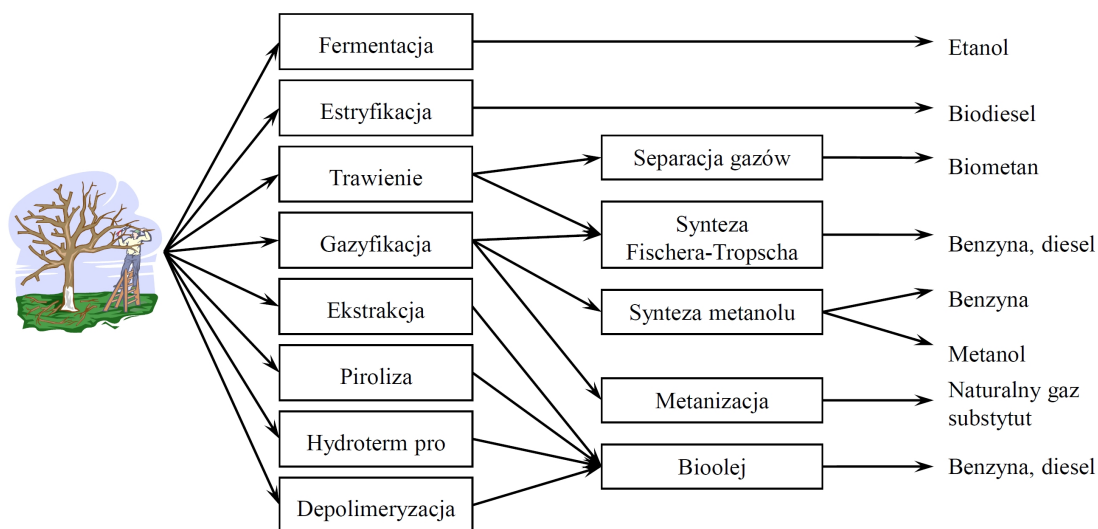 Fermentacja
Estryfikacja
Trawienie
Gazyfikacja
Ekstrakcja
Piroliza
Hydroterm pro
Depolimeryzacja
Separacja gazów
Synteza
Fischera-Tropscha
Synteza metanolu
Metanizacja
Bioolej
Etanol
Biodiesel
Biometan
Benzyna, diesel
Benzyna
Metanol
Naturalny gaz
substytut
Benzyna, diesel